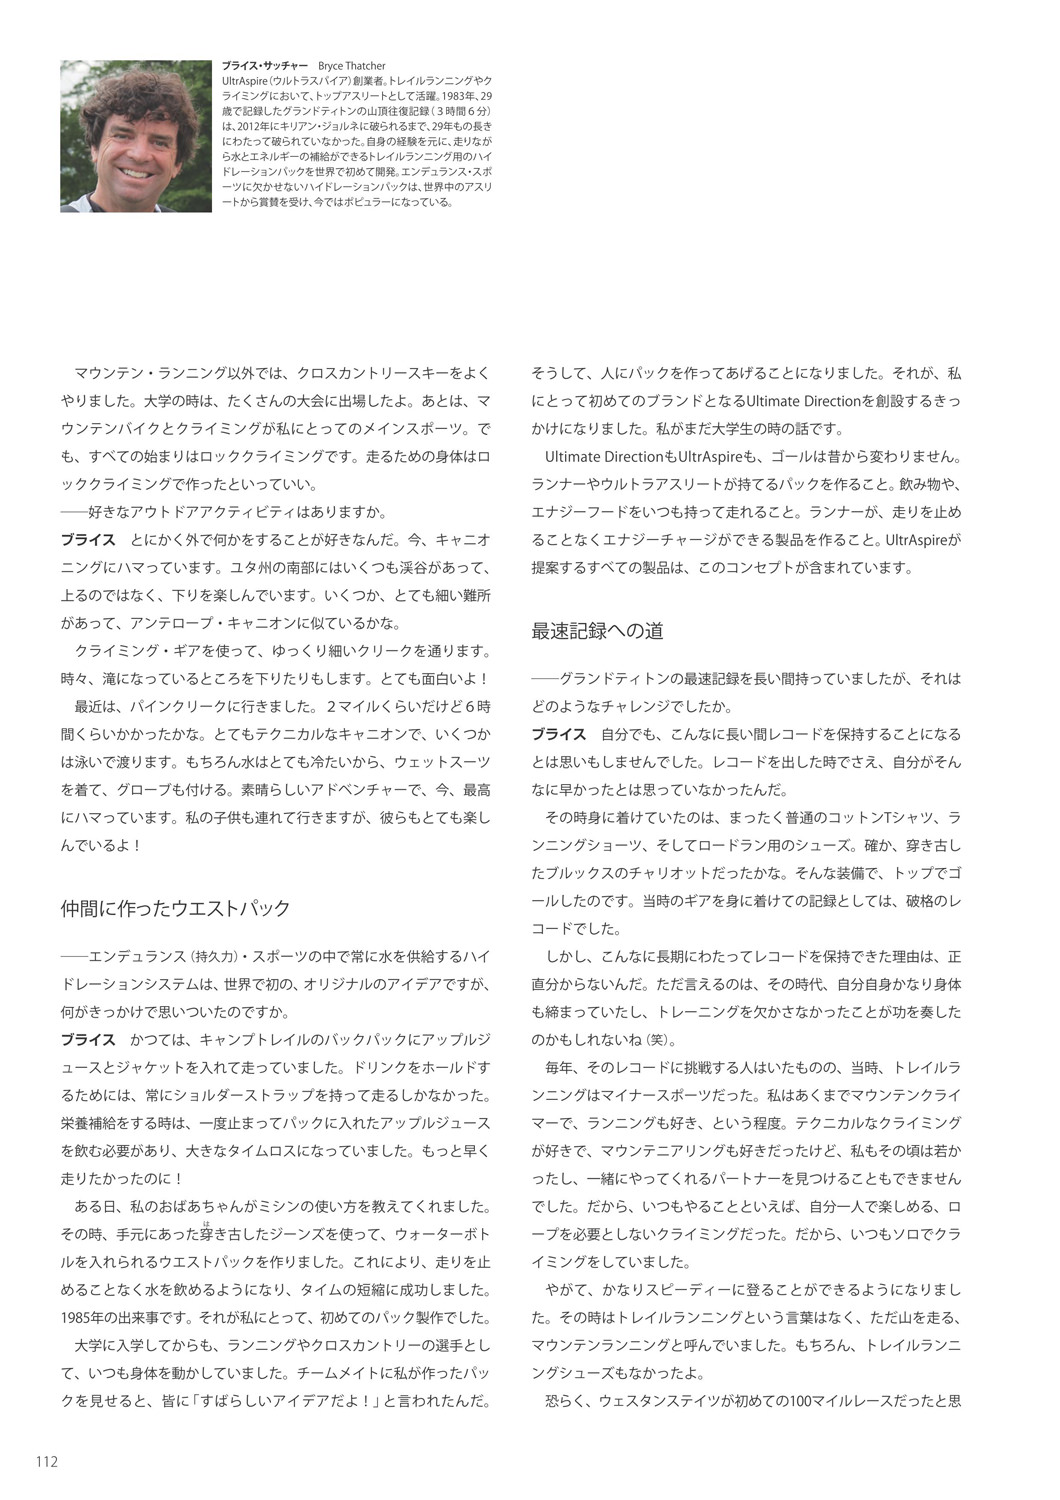 ブライス・サッチャー　Bryce Thatcher
UltrAspire(ウルトラスパイア)創業者。トレイルランニングやク
ライミングにおいて、トップアスリートとして活躍。1983年、29
歳で記録したグランドティトンの山頂往復記録(3時間6分)
は、2012年にキリアン・ジョルネに破られるまで、29年もの長き
にわたって破られていなかった。自身の経験を元に、走りなが
ら水とエネルギーの補給ができるトレイルランニング用のハイ
ドレーションパックを世界で初めて開発。エンデュランス・スポ
ーツに欠かせないハイドレーションパックは、世界中のアスリ
ートから賞賛を受け、今ではポピュラーになっている。
マウンテン・ランニング以外では、クロスカントリースキーをよく
やりました。大学の時は、たくさんの大会に出場したよ。あとは、マ
ウンテンバイクとクライミングが私にとってのメインスポーツ。で
も、すべての始まりはロッククライミングです。走るための身体はロ
ッククライミングで作ったといっていい。
――好きなアウトドアアクティビティはありますか。
ブライス　とにかく外で何かをすることが好きなんだ。今、キャニオ
ニングにハマっています。ユタ州の南部にはいくつも渓谷があって、
上るのではなく、下りを楽しんでいます。いくつか、とても細い難所
があって、アンテロープ・キャニオンに似ているかな。
クライミング・ギアを使って、ゆっくり細いクリークを通ります。
時々、滝になっているところを下りたりもします。とても面白いよ！
最近は、パインクリークに行きました。2マイルくらいだけど6時
間くらいかかったかな。とてもテクニカルなキャニオンで、いくつか
は泳いで渡ります。もちろん水はとても冷たいから、ウェットスーツ
を着て、グローブも付ける。素晴らしいアドベンチャーで、今、最高
にハマっています。私の子供も連れて行きますが、彼らもとても楽し
んでいるよ！
仲間に作ったウエストパック
――エンデュランス(持久力)・スポーツの中で常に水を供給するハイ
ドレーションシステムは、世界で初の、オリジナルのアイデアですが、
何がきっかけで思いついたのですか。
ブライス　かつては、キャンプトレイルのバックパックにアップルジ
ュースとジャケットを入れて走っていました。ドリンクをホールドす
るためには、常にショルダーストラップを持って走るしかなかった。
栄養補給をする時は、一度止まってパックに入れたアップルジュース
を飲む必要があり、大きなタイムロスになっていました。もっと早く
走りたかったのに！
ある日、私のおばあちゃんがミシンの使い方を教えてくれました。
は
その時、手元にあった穿き古したジーンズを使って、ウォーターボト
ルを入れられるウエストパックを作りました。これにより、走りを止
めることなく水を飲めるようになり、タイムの短縮に成功しました。
1985年の出来事です。それが私にとって、初めてのパック製作でした。
大学に入学してからも、ランニングやクロスカントリーの選手とし
て、いつも身体を動かしていました。チームメイトに私が作ったパッ
クを見せると、皆に「すばらしいアイデアだよ！」と言われたんだ。
そうして、人にパックを作ってあげることになりました。それが、私
にとって初めてのブランドとなるUltimate Directionを創設するきっ
かけになりました。私がまだ大学生の時の話です。
Ultimate DirectionもUltrAspireも、ゴールは昔から変わりません。
ランナーやウルトラアスリートが持てるパックを作ること。飲み物や、
エナジーフードをいつも持って走れること。ランナーが、走りを止め
ることなくエナジーチャージができる製品を作ること。UltrAspireが
提案するすべての製品は、このコンセプトが含まれています。
最速記録への道
――グランドティトンの最速記録を長い間持っていましたが、それは
どのようなチャレンジでしたか。
ブライス　自分でも、こんなに長い間レコードを保持することになる
とは思いもしませんでした。レコードを出した時でさえ、自分がそん
なに早かったとは思っていなかったんだ。
その時身に着けていたのは、まったく普通のコットンTシャツ、ラ
ンニングショーツ、そしてロードラン用のシューズ。確か、穿き古し
たブルックスのチャリオットだったかな。そんな装備で、トップでゴ
ールしたのです。当時のギアを身に着けての記録としては、破格のレ
コードでした。
しかし、こんなに長期にわたってレコードを保持できた理由は、正
直分からないんだ。ただ言えるのは、その時代、自分自身かなり身体
も締まっていたし、トレーニングを欠かさなかったことが功を奏した
のかもしれないね(笑)。
毎年、そのレコードに挑戦する人はいたものの、当時、トレイルラ
ンニングはマイナースポーツだった。私はあくまでマウンテンクライ
マーで、ランニングも好き、という程度。テクニカルなクライミング
が好きで、マウンテニアリングも好きだったけど、私もその頃は若か
ったし、一緒にやってくれるパートナーを見つけることもできません
でした。だから、いつもやることといえば、自分一人で楽しめる、ロ
ープを必要としないクライミングだった。だから、いつもソロでクラ
イミングをしていました。
やがて、かなりスピーディーに登ることができるようになりまし
た。その時はトレイルランニングという言葉はなく、ただ山を走る、
マウンテンランニングと呼んでいました。もちろん、トレイルランニ
ングシューズもなかったよ。
恐らく、ウェスタンステイツが初めての100マイルレースだったと思
112